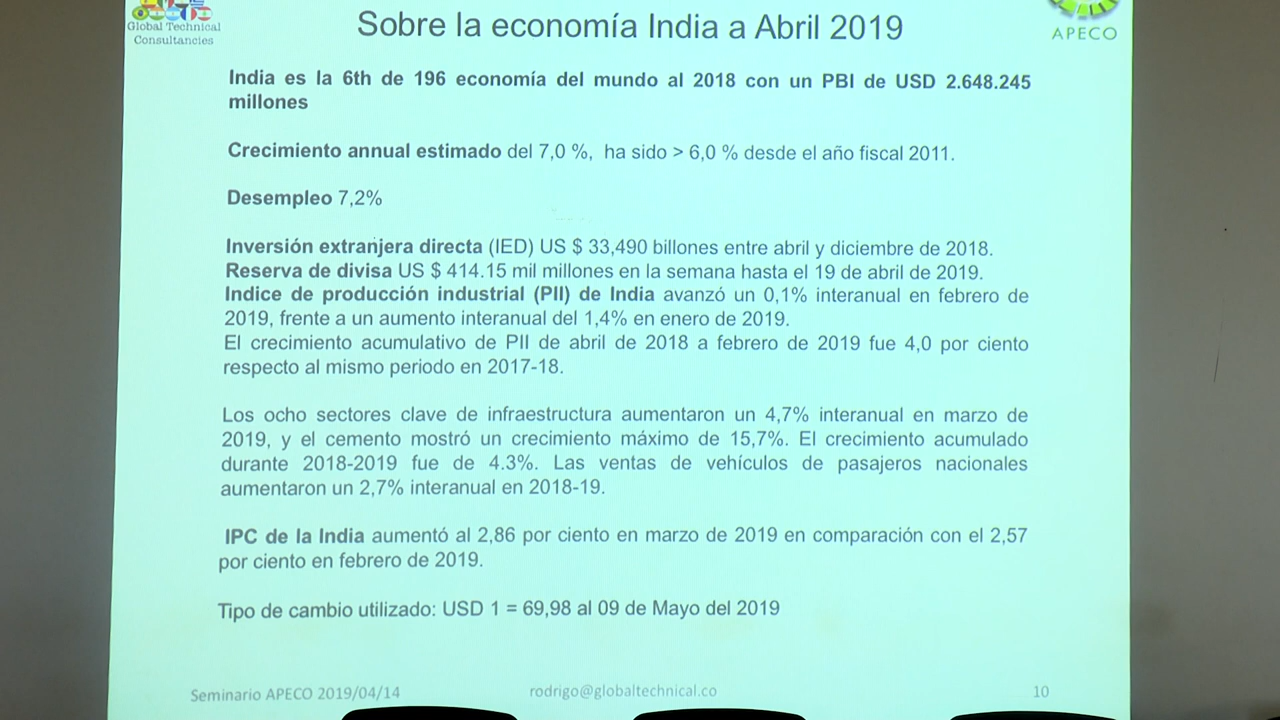 Global Technical
Consultancies
Sobre la economía India a Abril 2019
APECO
India es la 6th de 196 economía del mundo al 2018 con un PBI de USD 2.648.245
millones
Crecimiento annual estimado del 7,0 %, ha sido > 6,0 % desde el año fiscal 2011.
Desempleo 7,2%
Inversión extranjera directa (IED) US $ 33,490 billones entre abril y diciembre de 2018.
Reserva de divisa US $ 414.15 mil millones en la semana hasta el 19 de abril de 2019.
Indice de producción industrial (PII) de India avanzó un 0,1% interanual en febrero de
2019, frente a un aumento interanual del 1,4% en enero de 2019.
El crecimiento acumulativo de PII de abril de 2018 a febrero de 2019 fue 4,0 por ciento
respecto al mismo periodo en 2017-18.
Los ocho sectores clave de infraestructura aumentaron un 4,7% interanual en marzo de
2019, y el cemento mostró un crecimiento máximo de 15,7%. El crecimiento acumulado
durante 2018-2019 fue de 4.3%. Las ventas de vehículos de pasajeros nacionales
aumentaron un 2,7% interanual en 2018-19.
IPC de la India aumentó al 2,86 por ciento en marzo de 2019 en comparación con el 2,57
por ciento en febrero de 2019.
Tipo de cambio utilizado: USD 1 = 69,98 al 09 de Mayo del 2019
Seminario APECO 2019/04/14
rodrigo@globaltechnical.co
10